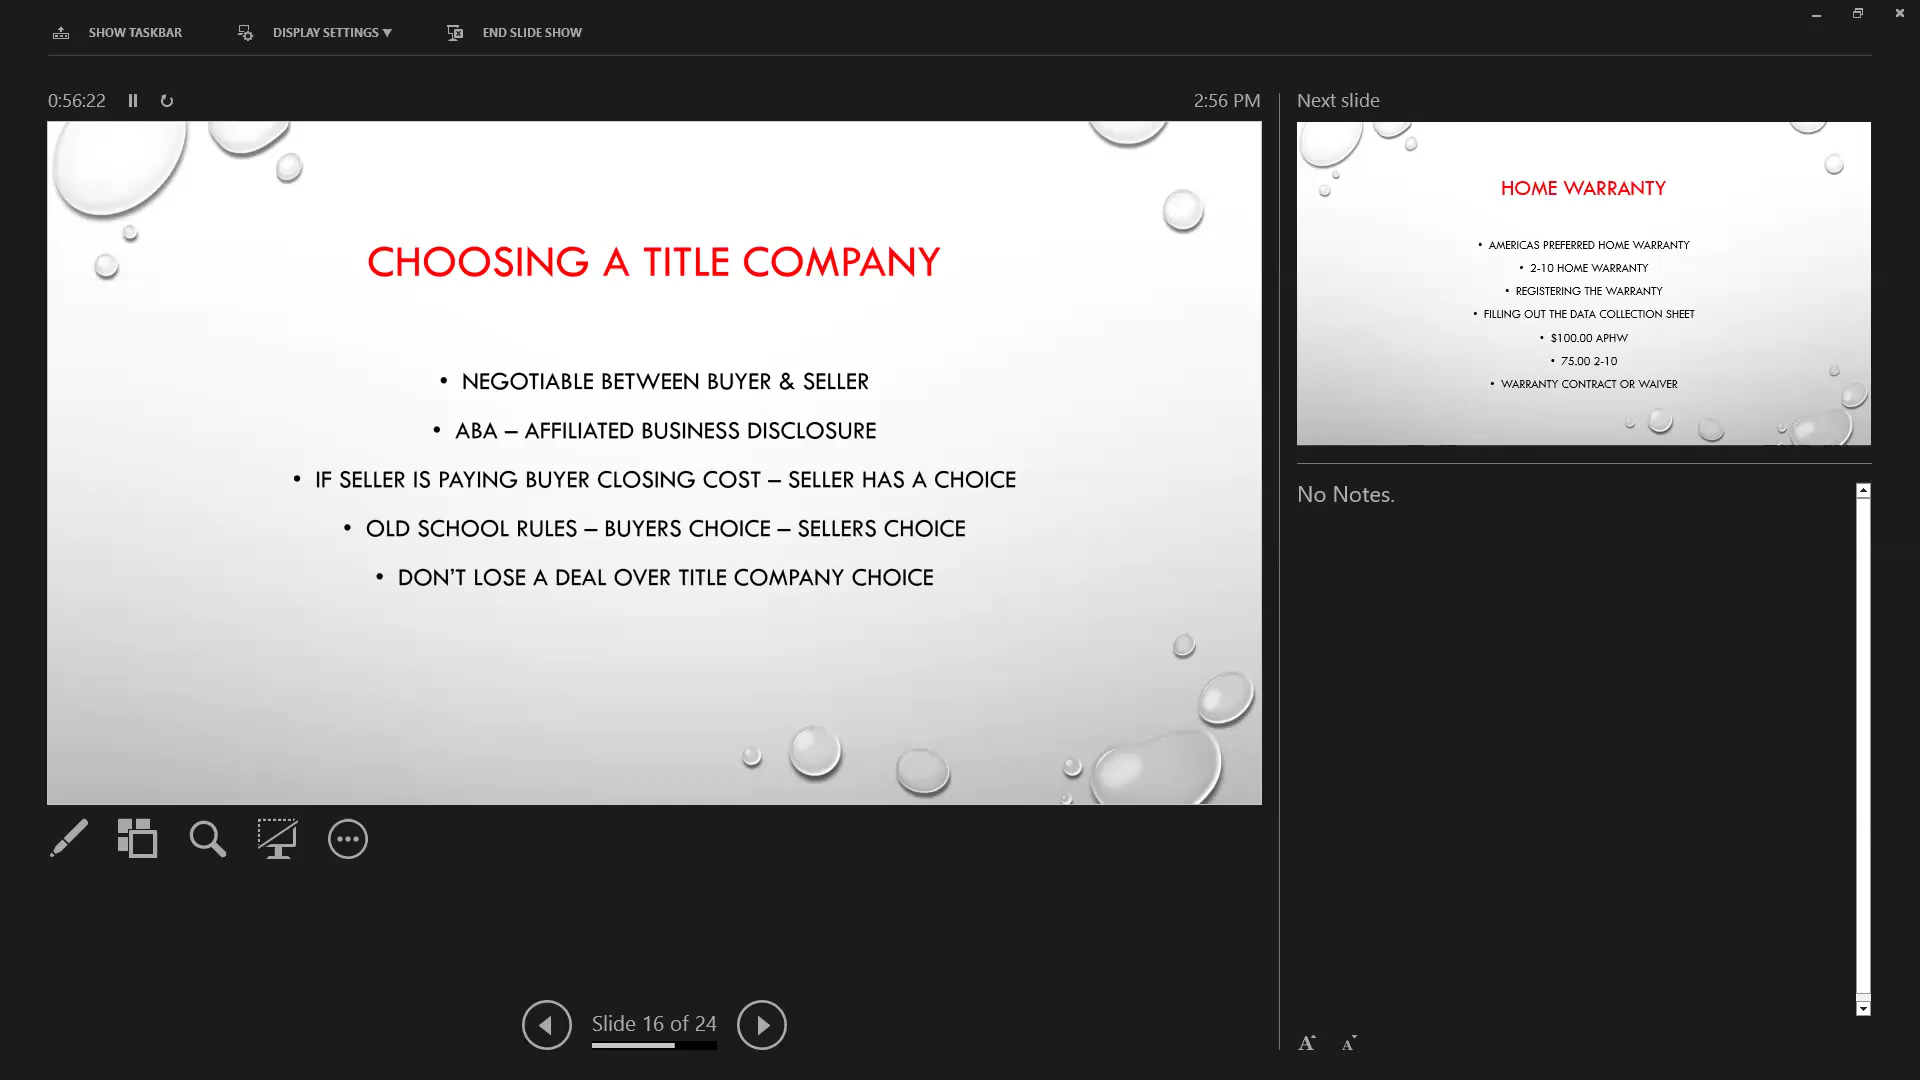 SHOW TASKBAR
DISPLAY SETTINGS ▼
END SLIDE SHOW
0:56:22
2:56 PM
CHOOSING A TITLE COMPANY
• NEGOTIABLE BETWEEN BUYER & SELLER
• ABA – AFFILIATED BUSINESS DISCLOSURE
• IF SELLER IS PAYING BUYER CLOSING COST – SELLER HAS A CHOICE
• OLD SCHOOL RULES – BUYERS CHOICE – SELLERS CHOICE
• DON’T LOSE A DEAL OVER TITLE COMPANY CHOICE
Slide 16 of 24
Next slide
HOME WARRANTY
• AMERICAS PREFERRED HOME WARRANTY
• 2-10 HOME WARRANTY
• REGISTERING THE WARRANTY
• FILLING OUT THE DATA COLLECTION SHEET
• $100.00 APHW
• 75.00 2-10
• WARRANTY CONTRACT OR WAIVER
No Notes.
A A